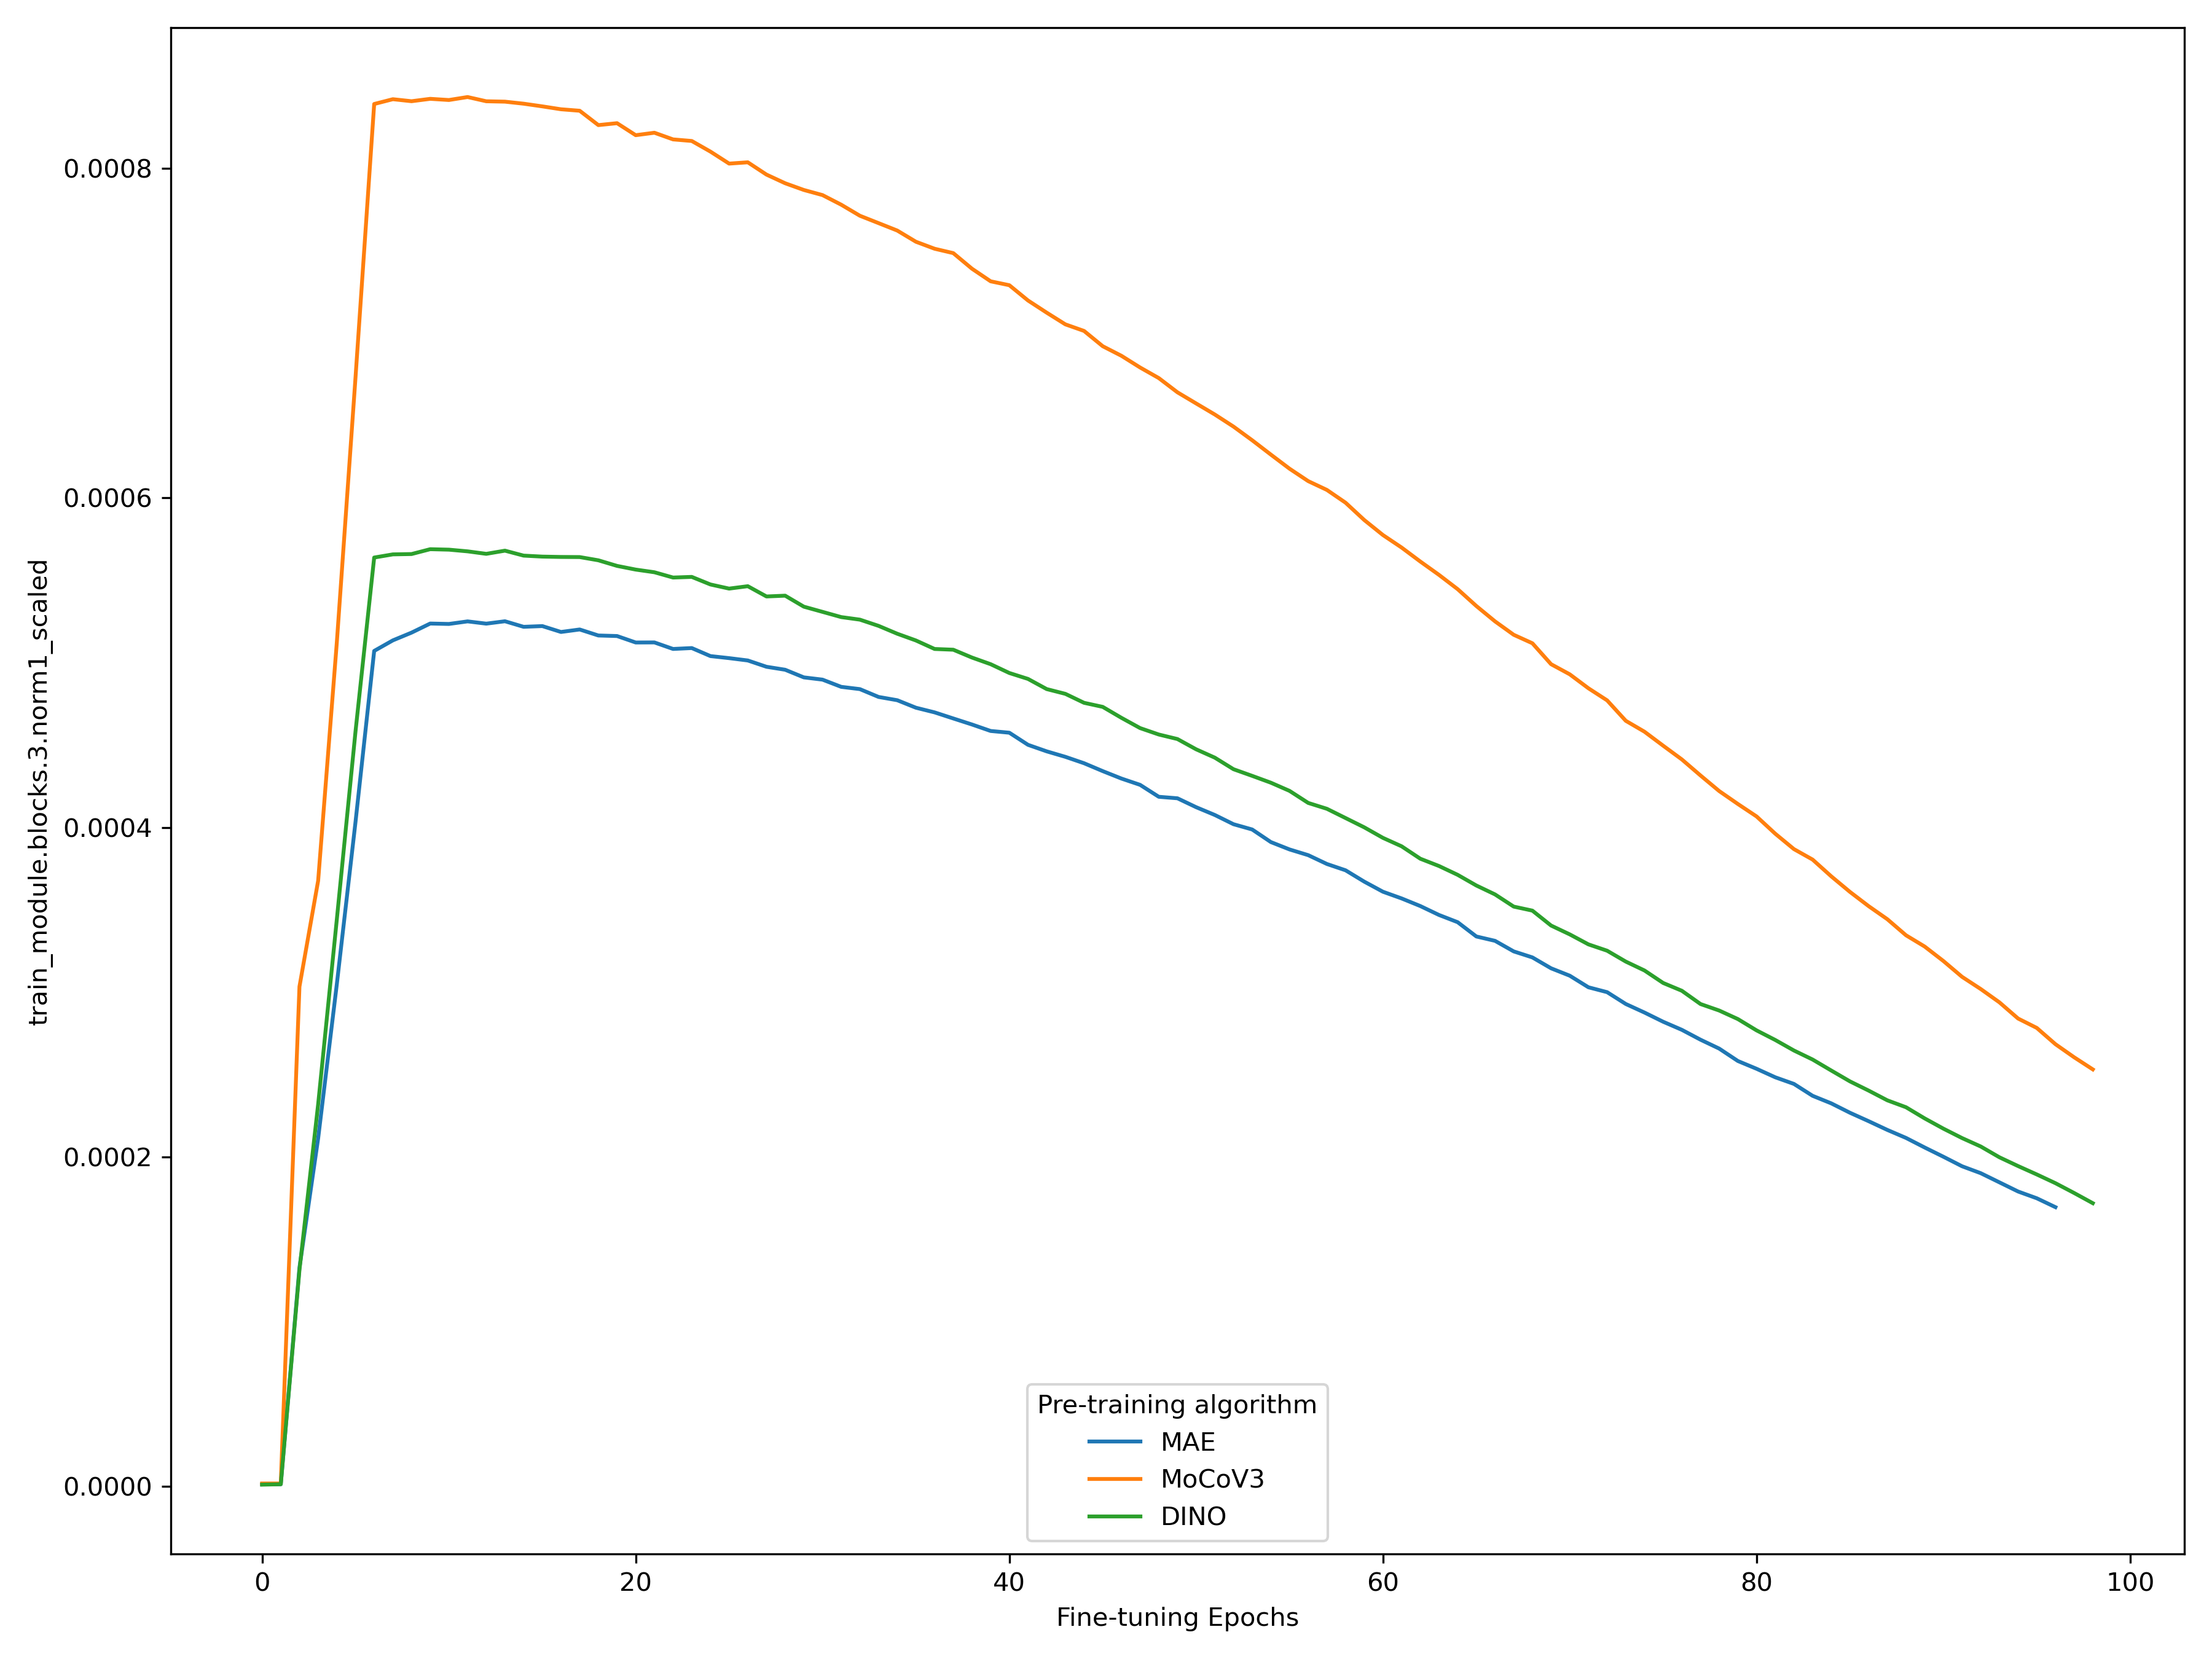 train_module.blocks.3.norm1_scaled
0.0008
0.0006
0.0004
0.0002
0.0000
0 20 40 60 80 100
Fine-tuning Epochs
Pre-training algorithm
MAE
MoCoV3
DINO